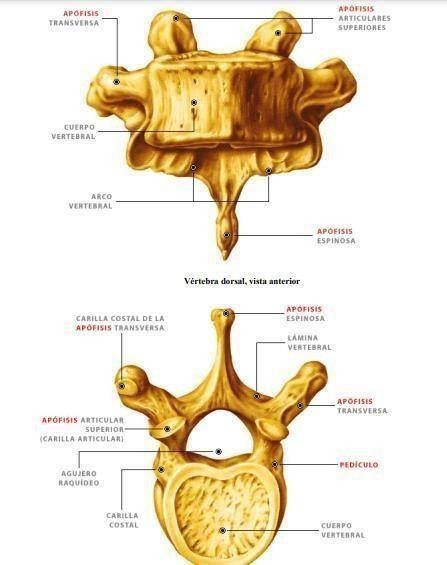 APÓFISIS
TRANSVERSA
APÓFISIS
ARTICULARES
SUPERIORES
CUERPO
VERTEBRAL
ARCO
VERTEBRAL
APÓFISIS
ESPINOSA
Vértebra dorsal, vista anterior
CARILLA COSTAL DE LA
APÓFISIS TRANSVERSA
APÓFISIS
ESPINOSA
LÁMINA
VERTEBRAL
APÓFISIS
TRANSVERSA
APÓFISIS ARTICULAR
SUPERIOR
(CARILLA ARTICULAR)
PEDÍCULO
AGUJERO
RAQUÍDEO
CARILLA
COSTAL
CUERPO
VERTEBRAL